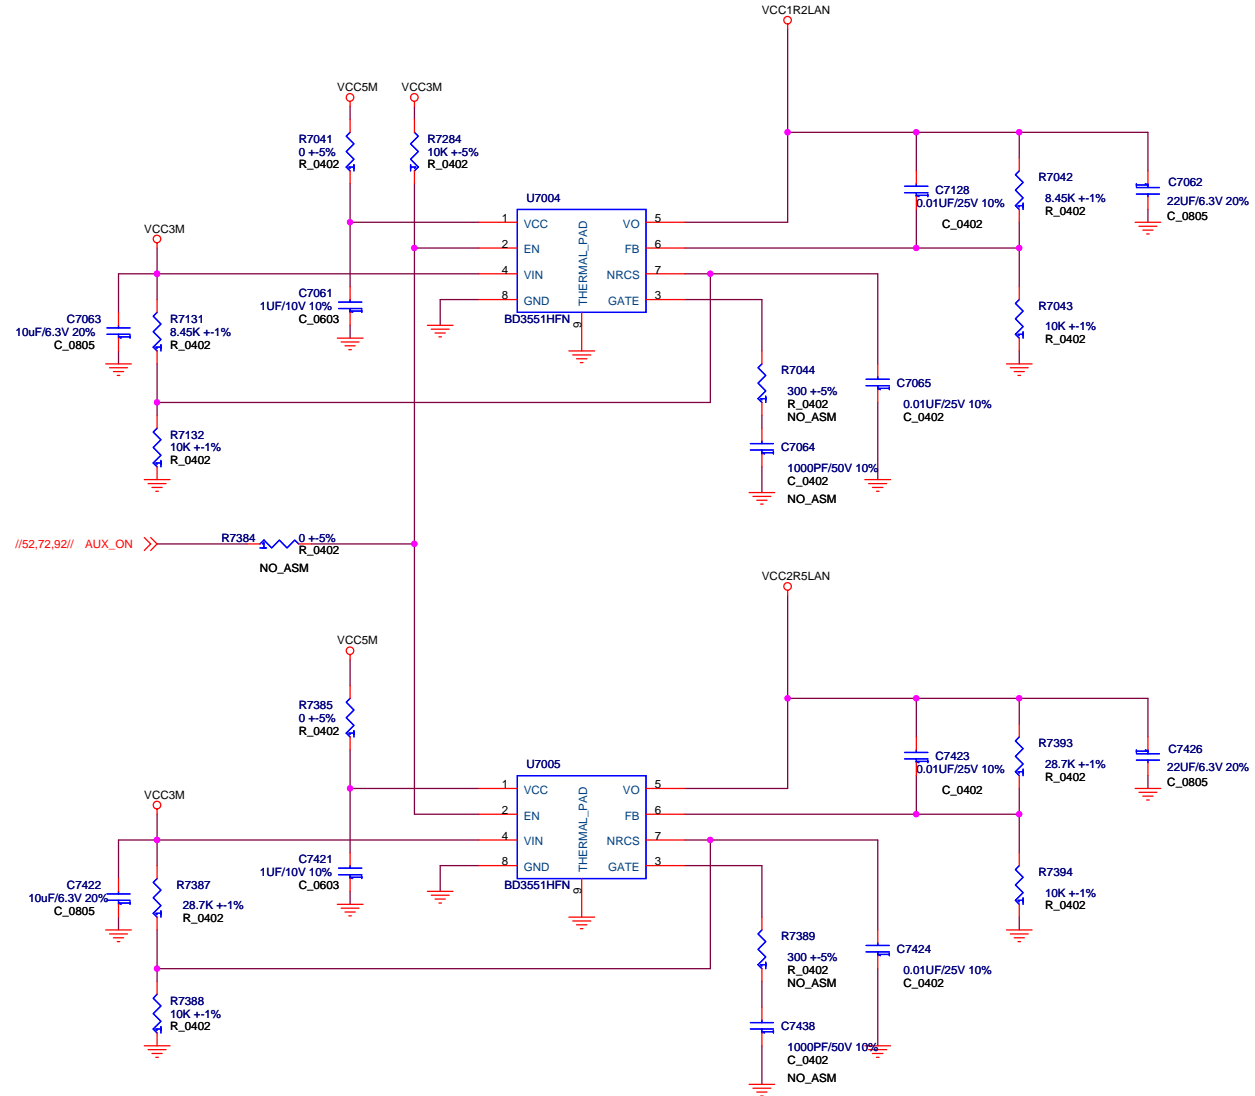 VCC1R2LAN
VCC5M
VCC3M
R7041
0 +-5%
R_0402
R7284
10K +-5%
R_0402
R7042
8.45K +-1%
R_0402
C7128
0.01UF/25V 10%
C_0402
C7062
22UF/6.3V 20%
C_0805
U7004
1 VCC VO 5
2 EN FB 6
4 VIN NRCS 7
8 GND GATE 3
THERMAL_PAD
9
BD3551HFN
VCC3M
C7063
10uF/6.3V 20%
C_0805
R7131
8.45K +-1%
R_0402
C7061
1UF/10V 10%
C_0603
R7043
10K +-1%
R_0402
R7044
300 +-5%
R_0402
NO_ASM
C7065
0.01UF/25V 10%
C_0402
R7132
10K +-1%
R_0402
C7064
1000PF/50V 10%
C_0402
NO_ASM
//52,72,92// AUX_ON
R7384
0 +-5%
R_0402
NO_ASM
VCC2R5LAN
VCC5M
R7385
0 +-5%
R_0402
C7423
0.01UF/25V 10%
C_0402
R7393
28.7K +-1%
R_0402
C7426
22UF/6.3V 20%
C_0805
U7005
1 VCC VO 5
2 EN FB 6
4 VIN NRCS 7
8 GND GATE 3
THERMAL_PAD
9
BD3551HFN
VCC3M
C7422
10uF/6.3V 20%
C_0805
R7387
28.7K +-1%
R_0402
C7421
1UF/10V 10%
C_0603
R7394
10K +-1%
R_0402
R7389
300 +-5%
R_0402
NO_ASM
C7424
0.01UF/25V 10%
C_0402
R7388
10K +-1%
R_0402
C7438
1000PF/50V 10%
C_0402
NO_ASM